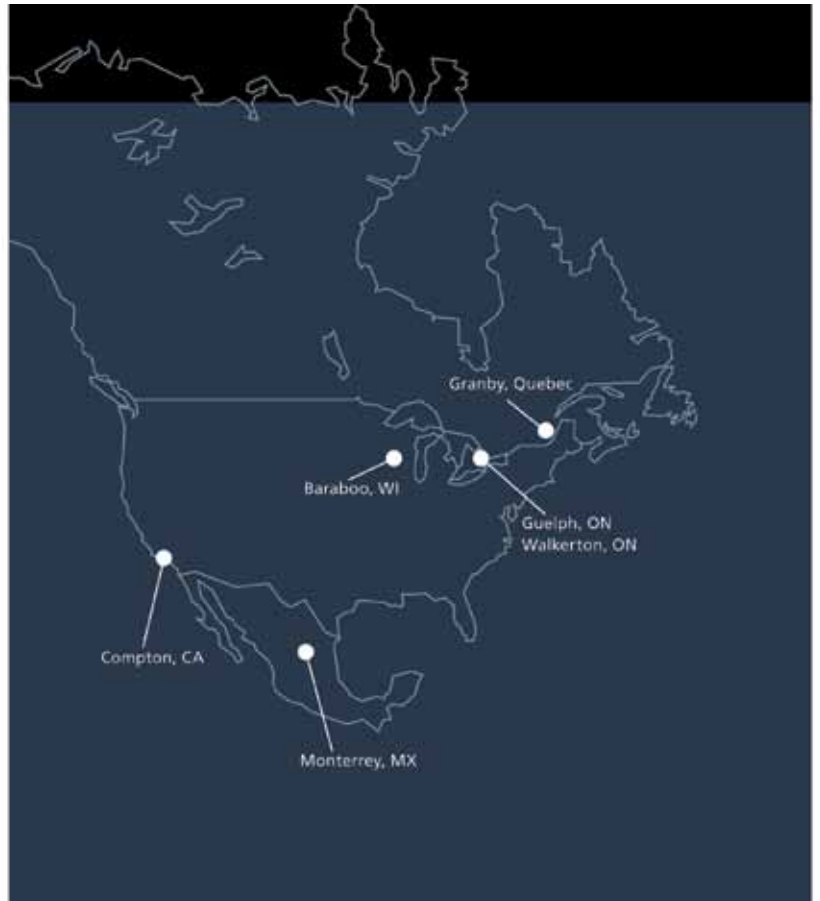 Granby, Quebec
Baraboo, WI
Guelph, ON
Walkerton, ON
Compton, CA
Monterrey, MX